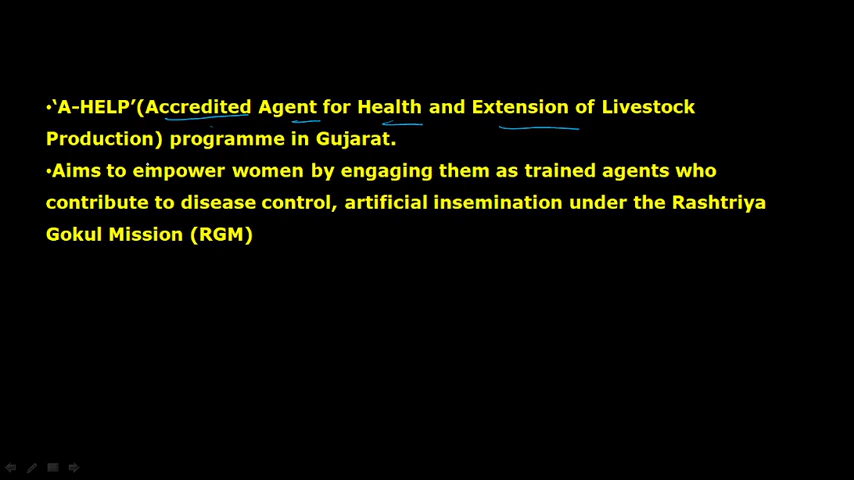 •‘A-HELP’(Accredited Agent for Health and Extension of Livestock
Production) programme in Gujarat.
•Aims to empower women by engaging them as trained agents who
contribute to disease control, artificial insemination under the Rashtriya
Gokul Mission (RGM)